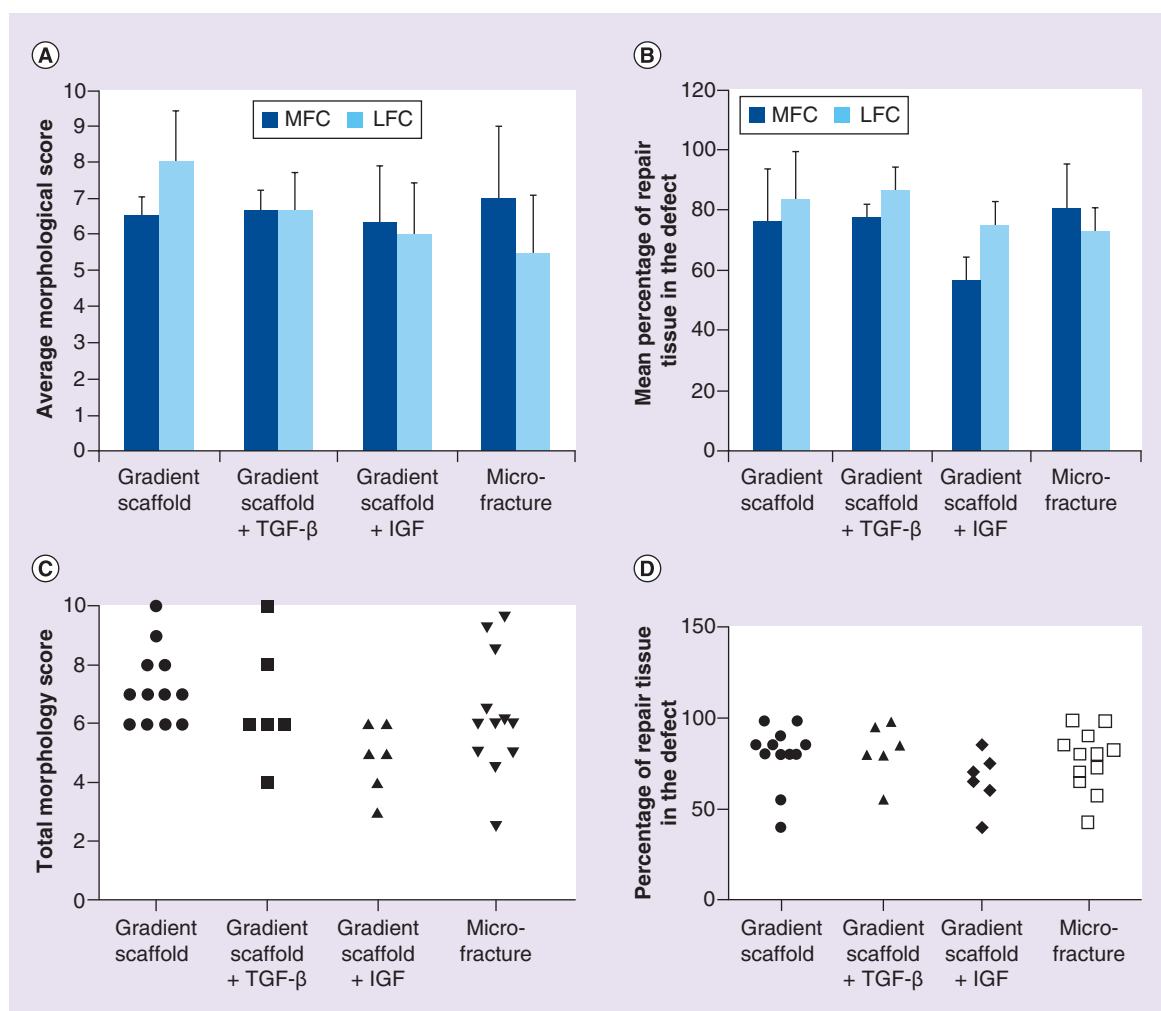 A
Average morphological score
10
9
8
7
6
5
4
3
2
1
0
MFC LFC
Gradient
scaffold
Gradient
scaffold
+ TGF-β
Gradient
scaffold
+ IGF
Micro-
fracture
B
Mean percentage of repair
tissue in the defect
120
100
80
60
40
20
0
MFC LFC
Gradient
scaffold
Gradient
scaffold
+ TGF-β
Gradient
scaffold
+ IGF
Micro-
fracture
C
Total morphology score
10
8
6
4
2
0
Gradient
scaffold
Gradient
scaffold
+ TGF-β
Gradient
scaffold
+ IGF
Micro-
fracture
D
Percentage of repair tissue
in the defect
150
100
50
0
Gradient
scaffold
Gradient
scaffold
+ TGF-β
Gradient
scaffold
+ IGF
Micro-
fracture